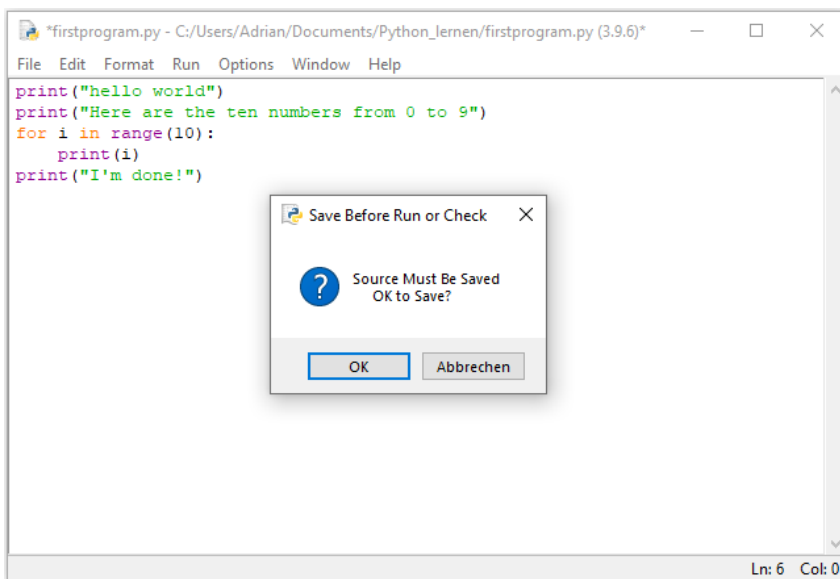 *firstprogram.py - C:/Users/Adrian/Documents/Python_lernen/firstprogram.py (3.9.6)*
File Edit Format Run Options Window Help
print("hello world")
print("Here are the ten numbers from 0 to 9")
for i in range(10):
    print(i)
print("I'm done!")
Save Before Run or Check
Source Must Be Saved
OK to Save?
OK Abbrechen
Ln: 6 Col: 0